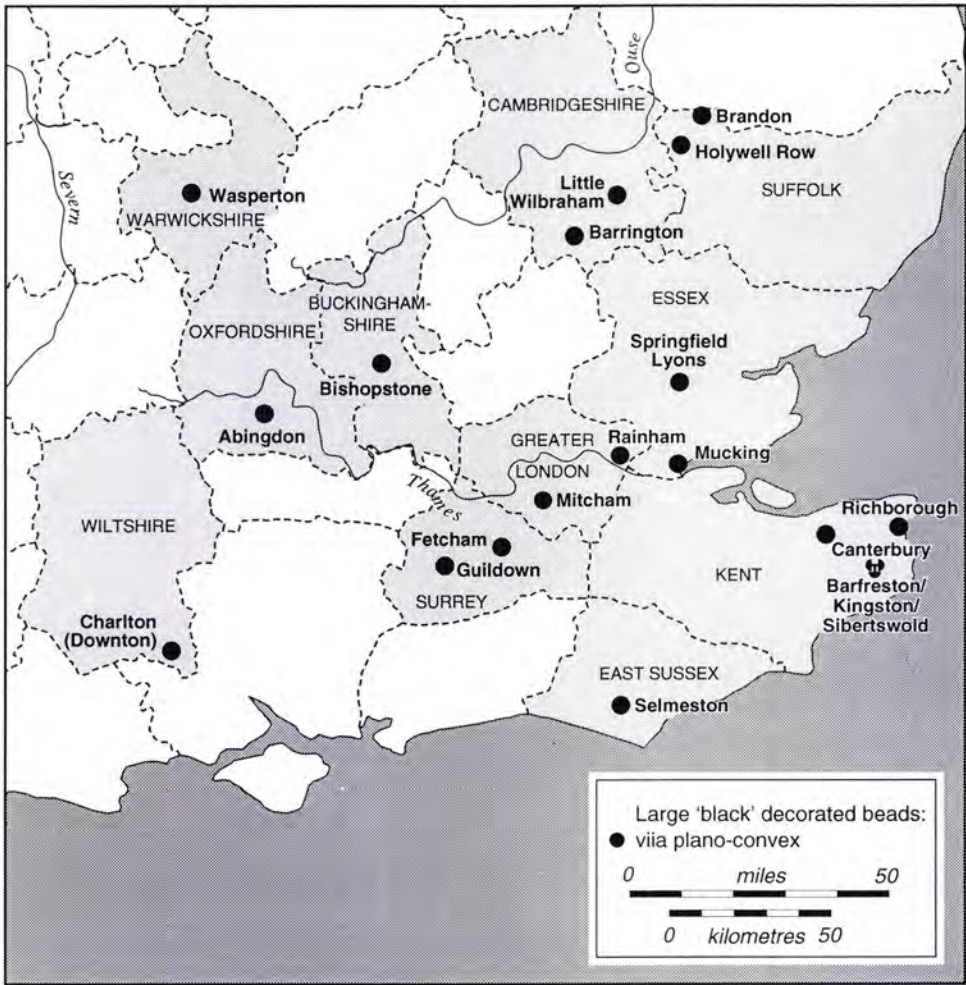 Ouse
CAMBRIDGESHIRE
Brandon
Holywell Row
Severn
Wasperton
Little
Wilbraham
SUFFOLK
WARWICKSHIRE
Barrington
BUCKINGHAM-
SHIRE
ESSEX
OXFORDSHIRE
Springfield
Lyons
Bishopstone
Abingdon
GREATER
Rainham
Mucking
LONDON
Thames
Mitcham
WILTSHIRE
Richborough
Fetcham
Canterbury
Guildown
KENT
Barfreston/
Kingston/
Sibertswold
SURREY
Charlton
(Downton)
EAST SUSSEX
Selmeston
Large ‘black’ decorated beads:
viia plano-convex
0 miles 50
0 kilometres 50